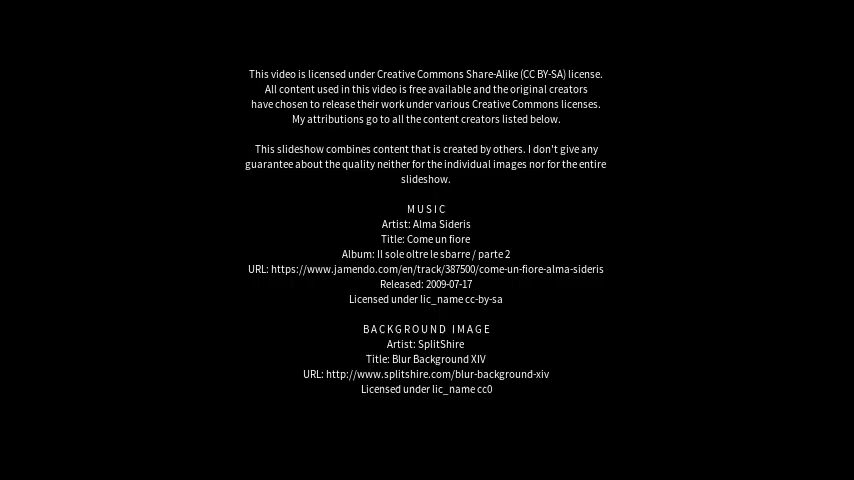 This video is licensed under Creative Commons Share-Alike (CC BY-SA) license.
All content used in this video is free available and the original creators
have chosen to release their work under various Creative Commons licenses.
My attributions go to all the content creators listed below.
This slideshow combines content that is created by others. I don't give any
guarantee about the quality neither for the individual images nor for the entire
slideshow.
MUSIC
Artist: Alma Sideris
Title: Come un fiore
Album: Il sole oltre le sbarre / parte 2
URL: https://www.jamendo.com/en/track/387500/come-un-fiore-alma-sideris
Released: 2009-07-17
Licensed under lic_name cc-by-sa
BACKGROUND IMAGE
Artist: SplitShire
Title: Blur Background XIV
URL: http://www.splitshire.com/blur-background-xiv
Licensed under lic_name cc0